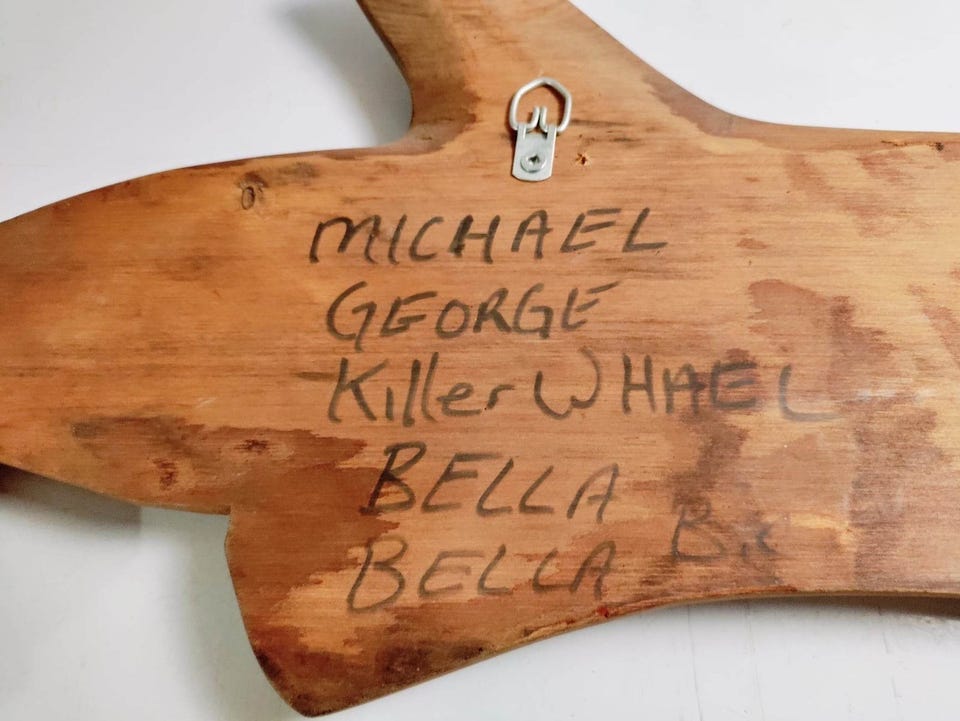 MICHAEL
GEORGE
Killer WHAEL
BELLA
BELLA B.C